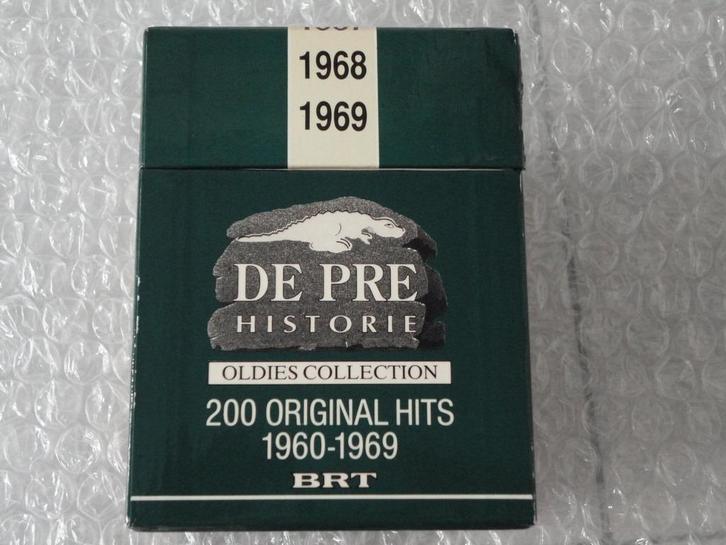 1968
1969
DE PRE
HISTORIE
OLDIES COLLECTION
200 ORIGINAL HITS
1960-1969
BRT